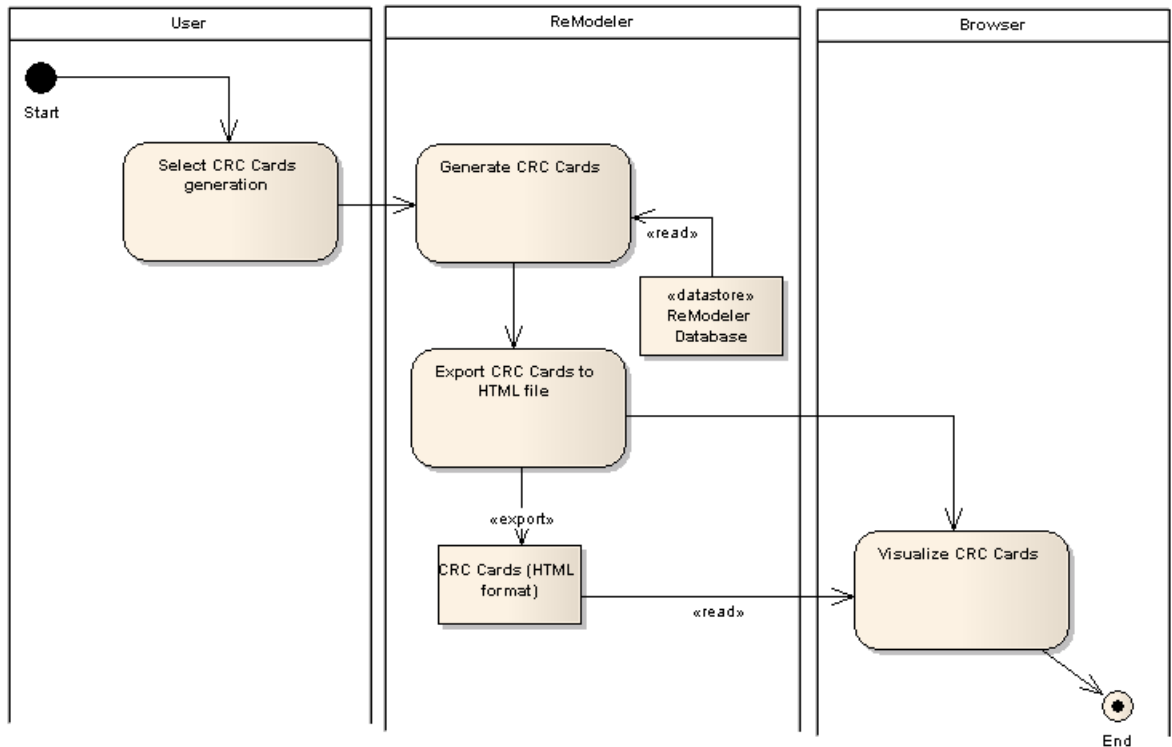 User
ReModeler
Browser
Start
Select CRC Cards
generation
Generate CRC Cards
«read»
«datastore»
ReModeler
Database
Export CRC Cards to
HTML file
«export»
CRC Cards (HTML
format)
«read»
Visualize CRC Cards
End